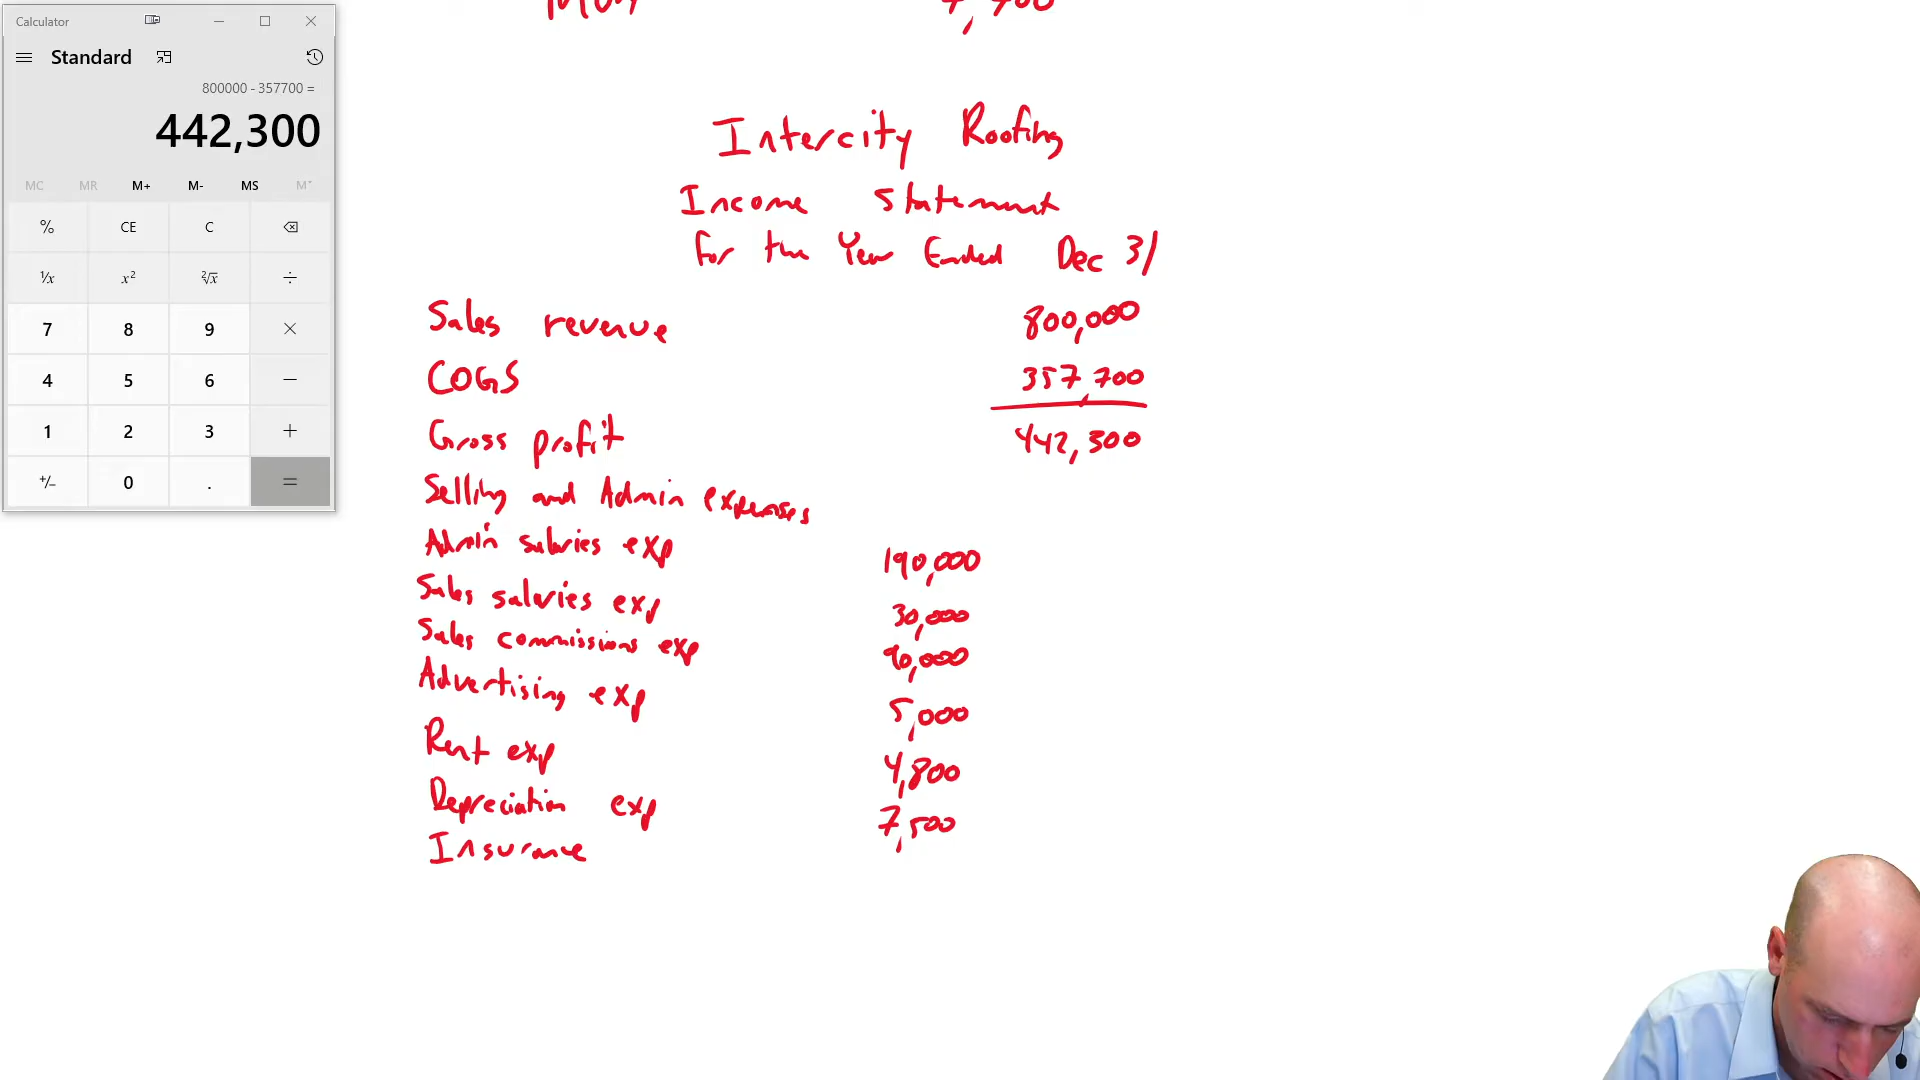 Calculator
Standard
800000 - 357700 =
442,300
MC MR M+ M- MS M˅
% CE C
¹/x x² ²√x ÷
7 8 9 ×
4 5 6 −
1 2 3 +
+/− 0 . =
Intercity Roofing
Income Statement
For the Year Ended Dec 31
Sales revenue 800,000
COGS 357,700
Gross profit 442,300
Selling and Admin expenses
Admin salaries exp 190,000
Sales salaries exp 30,000
Sales commissions exp 90,000
Advertising exp 5,000
Rent exp 4,800
Depreciation exp 7,500
Insurance